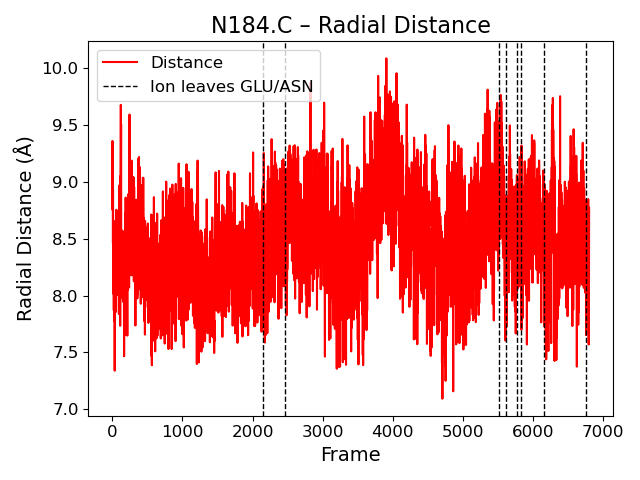 N184.C – Radial Distance
Distance
Ion leaves GLU/ASN
Radial Distance (Å)
10.0
9.5
9.0
8.5
8.0
7.5
7.0
0 1000 2000 3000 4000 5000 6000 7000
Frame